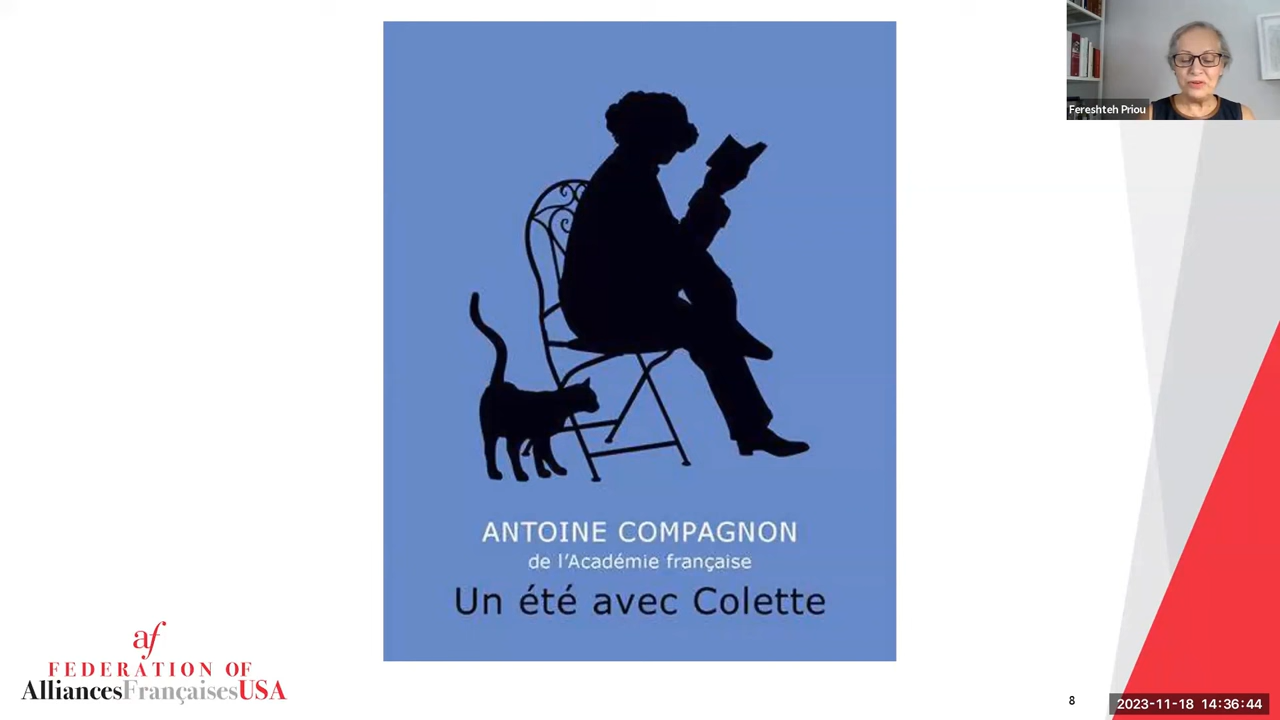 Fereshteh Priou
ANTOINE COMPAGNON
de l'Académie française
Un été avec Colette
af
FEDERATION OF
AlliancesFrançaisesUSA
8
2023-11-18 14:36:44